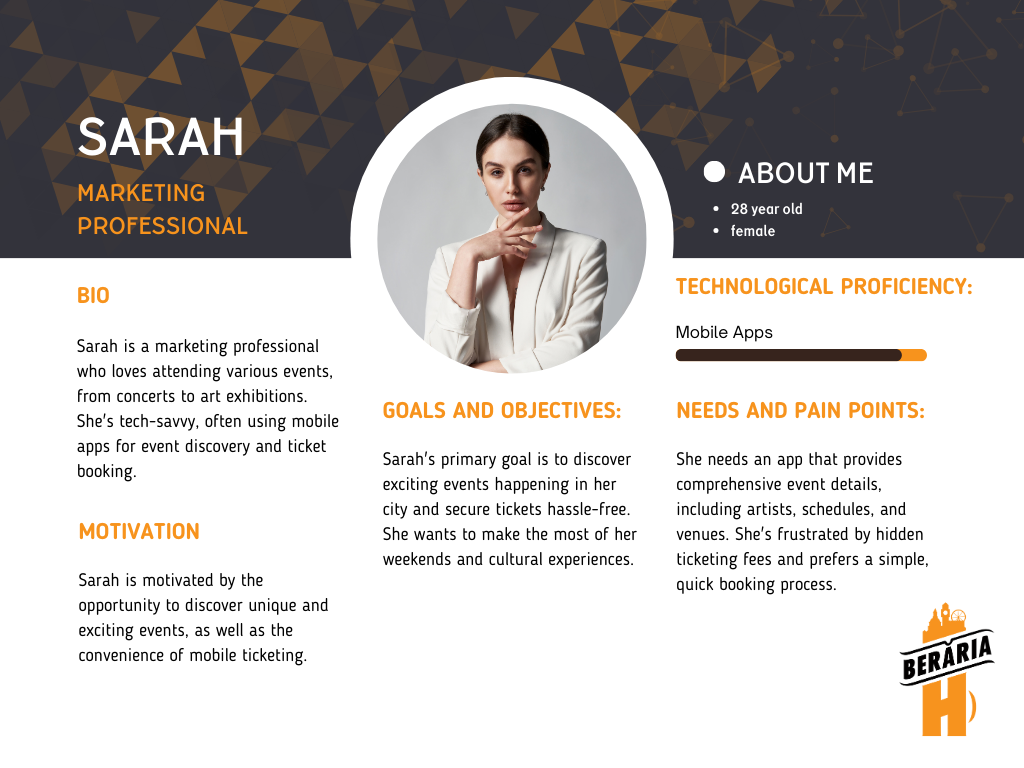 SARAH
MARKETING
PROFESSIONAL
ABOUT ME
• 28 year old
• female
BIO
Sarah is a marketing professional
who loves attending various events,
from concerts to art exhibitions.
She's tech-savvy, often using mobile
apps for event discovery and ticket
booking.
MOTIVATION
Sarah is motivated by the
opportunity to discover unique and
exciting events, as well as the
convenience of mobile ticketing.
GOALS AND OBJECTIVES:
Sarah's primary goal is to discover
exciting events happening in her
city and secure tickets hassle-free.
She wants to make the most of her
weekends and cultural experiences.
TECHNOLOGICAL PROFICIENCY:
Mobile Apps
NEEDS AND PAIN POINTS:
She needs an app that provides
comprehensive event details,
including artists, schedules, and
venues. She's frustrated by hidden
ticketing fees and prefers a simple,
quick booking process.
BERĂRIA
H